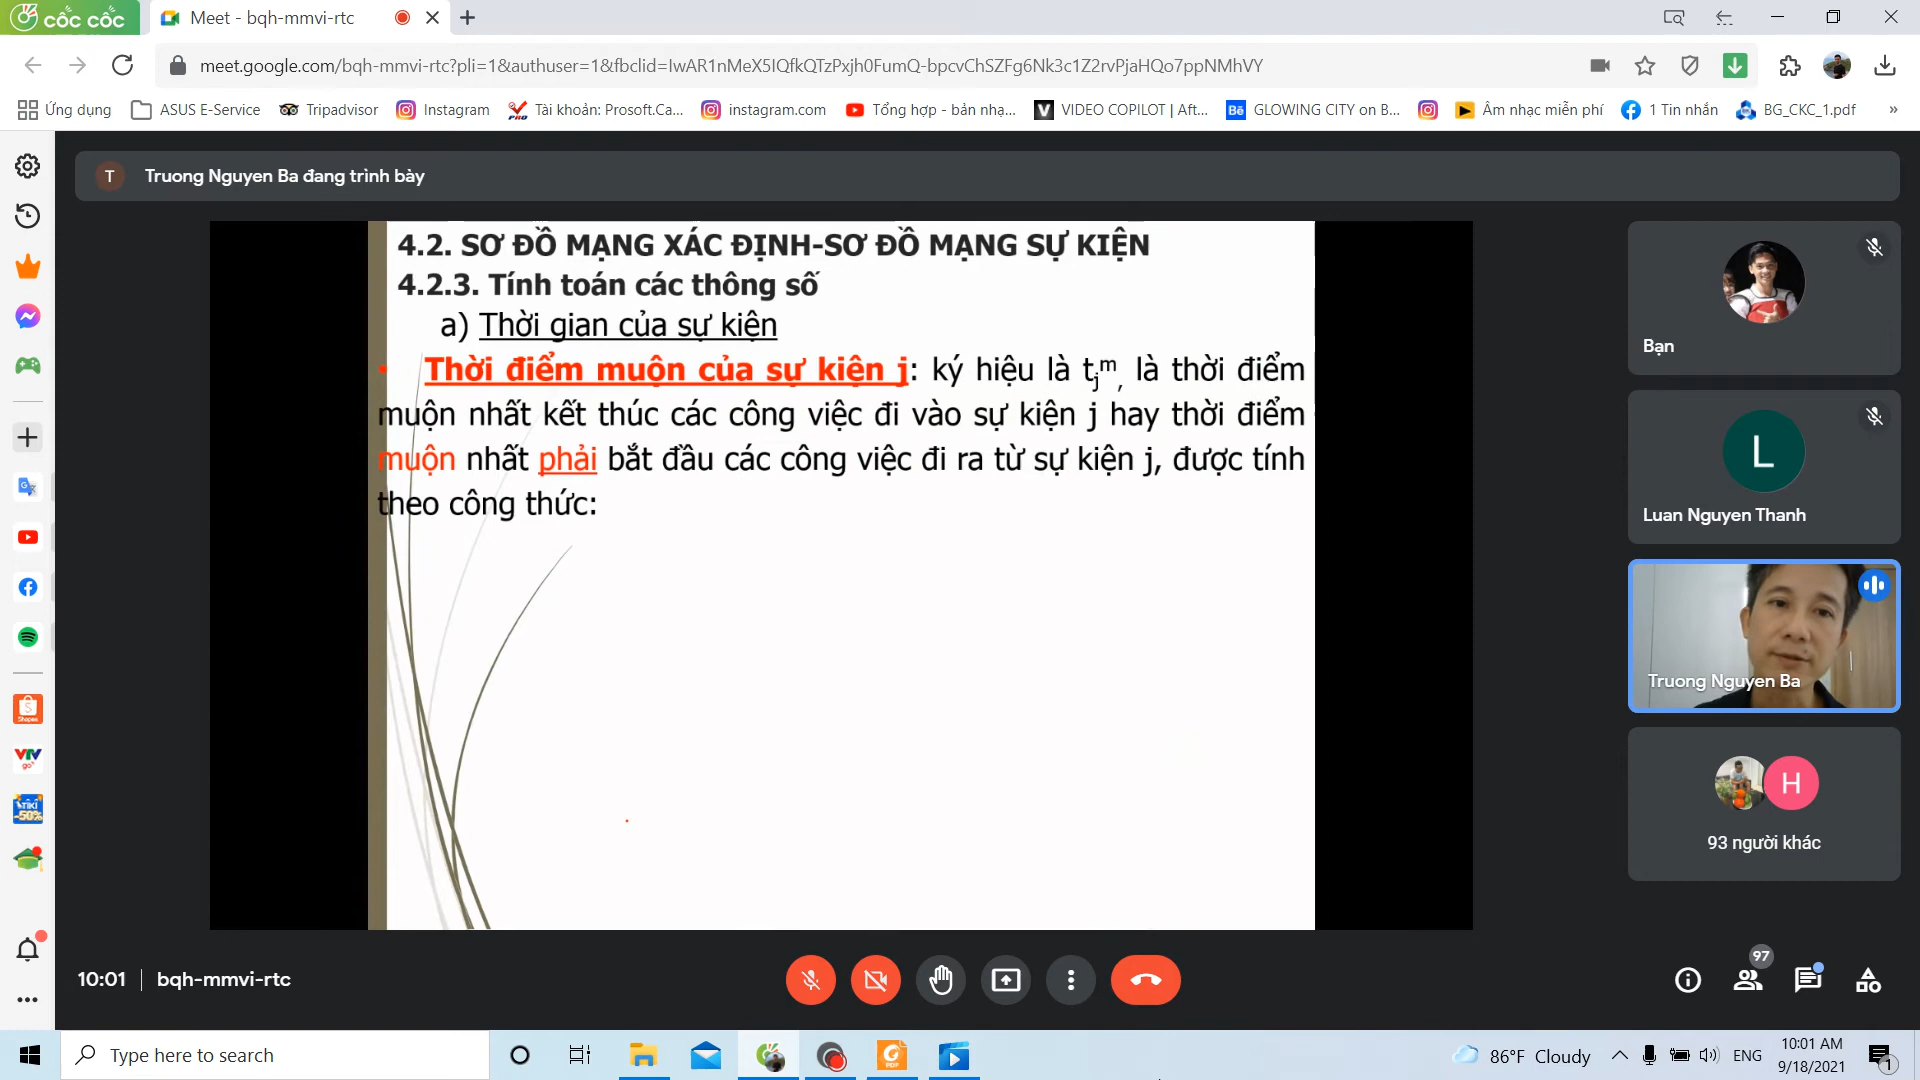 cốc cốc
Meet - bqh-mmvi-rtc
meet.google.com/bqh-mmvi-rtc?pli=1&authuser=1&fbclid=IwAR1nMeX5IQfkQTzPxjh0FumQ-bpcvChSZFg6Nk3c1Z2rvPjaHQo7ppNMhVY
Ứng dụng ASUS E-Service Tripadvisor Instagram Tài khoản: Prosoft.Ca... instagram.com Tổng hợp - bản nhạ... VIDEO COPILOT | Aft... GLOWING CITY on B... Âm nhạc miễn phí 1 Tin nhắn BG_CKC_1.pdf »
T Truong Nguyen Ba đang trình bày
4.2. SƠ ĐỒ MẠNG XÁC ĐỊNH-SƠ ĐỒ MẠNG SỰ KIỆN
4.2.3. Tính toán các thông số
a) Thời gian của sự kiện
• Thời điểm muộn của sự kiện j: ký hiệu là tjm, là thời điểm
muộn nhất kết thúc các công việc đi vào sự kiện j hay thời điểm
muộn nhất phải bắt đầu các công việc đi ra từ sự kiện j, được tính
theo công thức:
Bạn
L
Luan Nguyen Thanh
Truong Nguyen Ba
H
93 người khác
10:01 | bqh-mmvi-rtc
97
Type here to search
86°F Cloudy
ENG
10:01 AM
9/18/2021
1